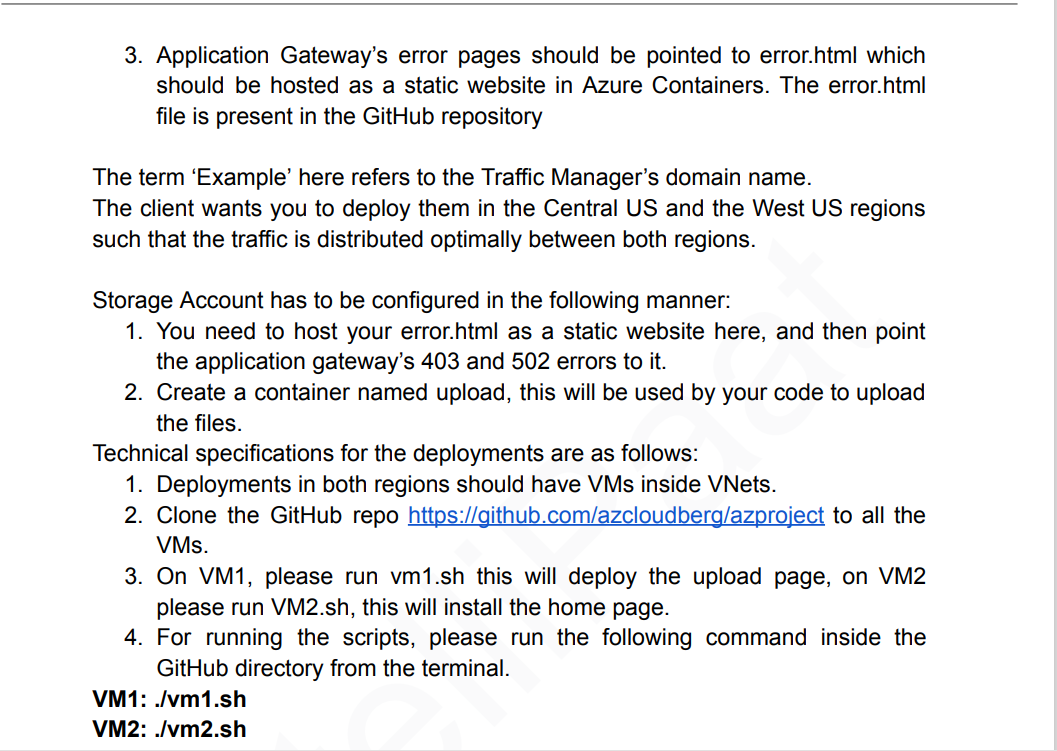 3. Application Gateway’s error pages should be pointed to error.html which
should be hosted as a static website in Azure Containers. The error.html
file is present in the GitHub repository
The term ‘Example’ here refers to the Traffic Manager’s domain name.
The client wants you to deploy them in the Central US and the West US regions
such that the traffic is distributed optimally between both regions.
Storage Account has to be configured in the following manner:
1. You need to host your error.html as a static website here, and then point
the application gateway’s 403 and 502 errors to it.
2. Create a container named upload, this will be used by your code to upload
the files.
Technical specifications for the deployments are as follows:
1. Deployments in both regions should have VMs inside VNets.
2. Clone the GitHub repo https://github.com/azcloudberg/azproject to all the
VMs.
3. On VM1, please run vm1.sh this will deploy the upload page, on VM2
please run VM2.sh, this will install the home page.
4. For running the scripts, please run the following command inside the
GitHub directory from the terminal.
VM1: ./vm1.sh
VM2: ./vm2.sh